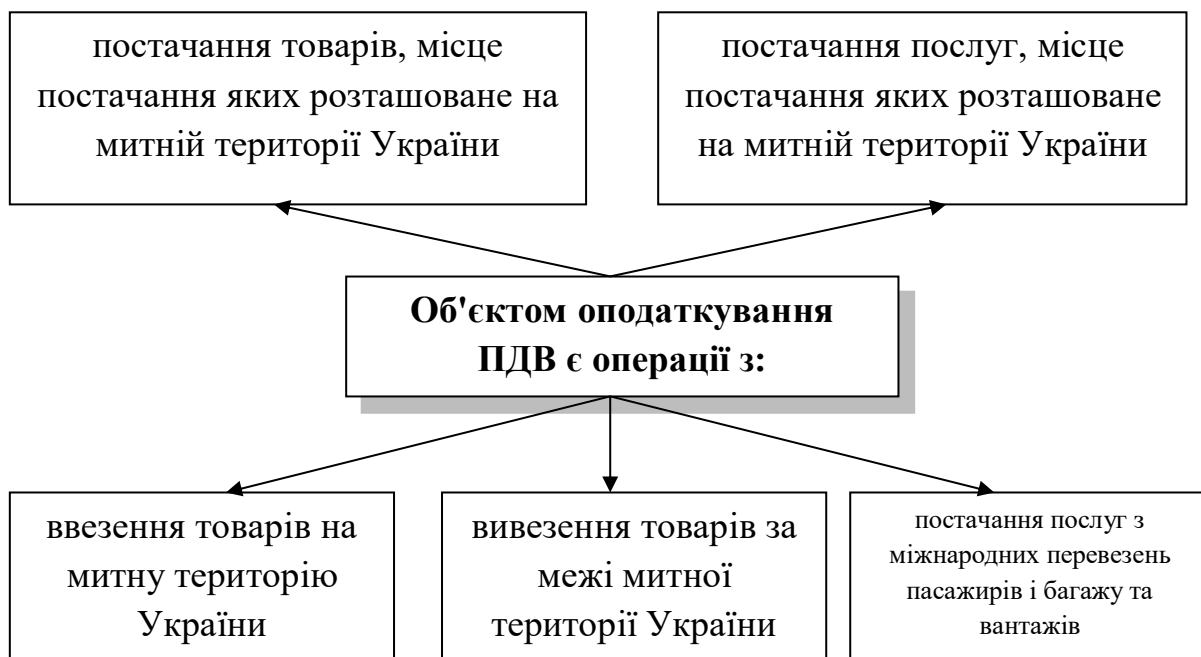 постачання товарів, місце
постачання яких розташоване на
митній території України
постачання послуг, місце
постачання яких розташоване
на митній території України
Об'єктом оподаткування
ПДВ є операції з:
ввезення товарів на
митну територію
України
вивезення товарів за
межі митної
території України
постачання послуг з
міжнародних перевезень
пасажирів і багажу та
вантажів